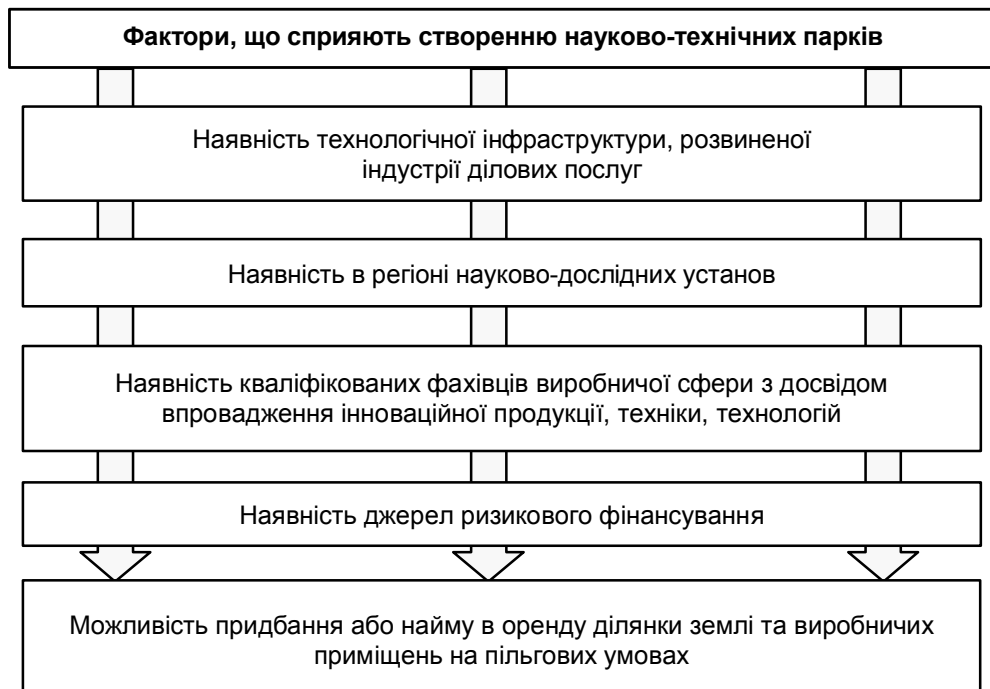 Фактори, що сприяють створенню науково-технічних парків
Наявність технологічної інфраструктури, розвиненої
індустрії ділових послуг
Наявність в регіоні науково-дослідних установ
Наявність кваліфікованих фахівців виробничої сфери з досвідом
впровадження інноваційної продукції, техніки, технологій
Наявність джерел ризикового фінансування
Можливість придбання або найму в оренду ділянки землі та виробничих
приміщень на пільгових умовах